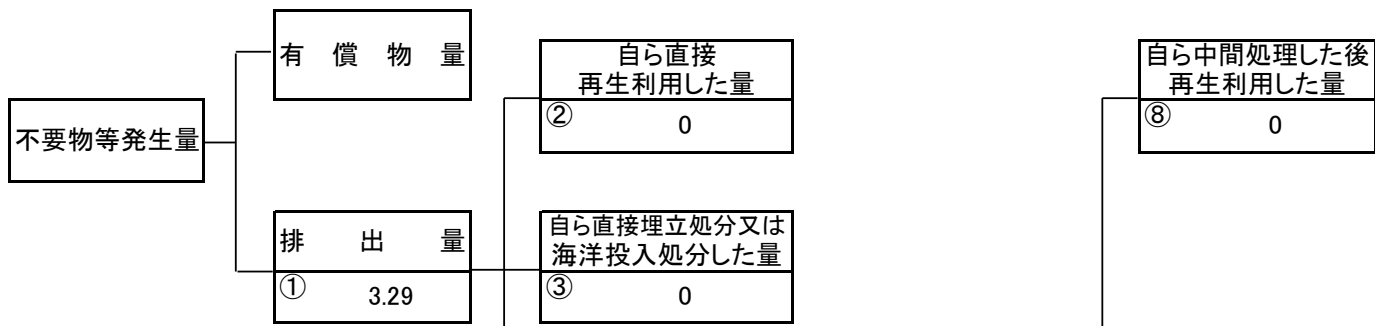 有償物量
自ら直接
再生利用した量
② 0
自ら中間処理した後
再生利用した量
⑧ 0
不要物等発生量
排出量
① 3.29
自ら直接埋立処分又は
海洋投入処分した量
③ 0